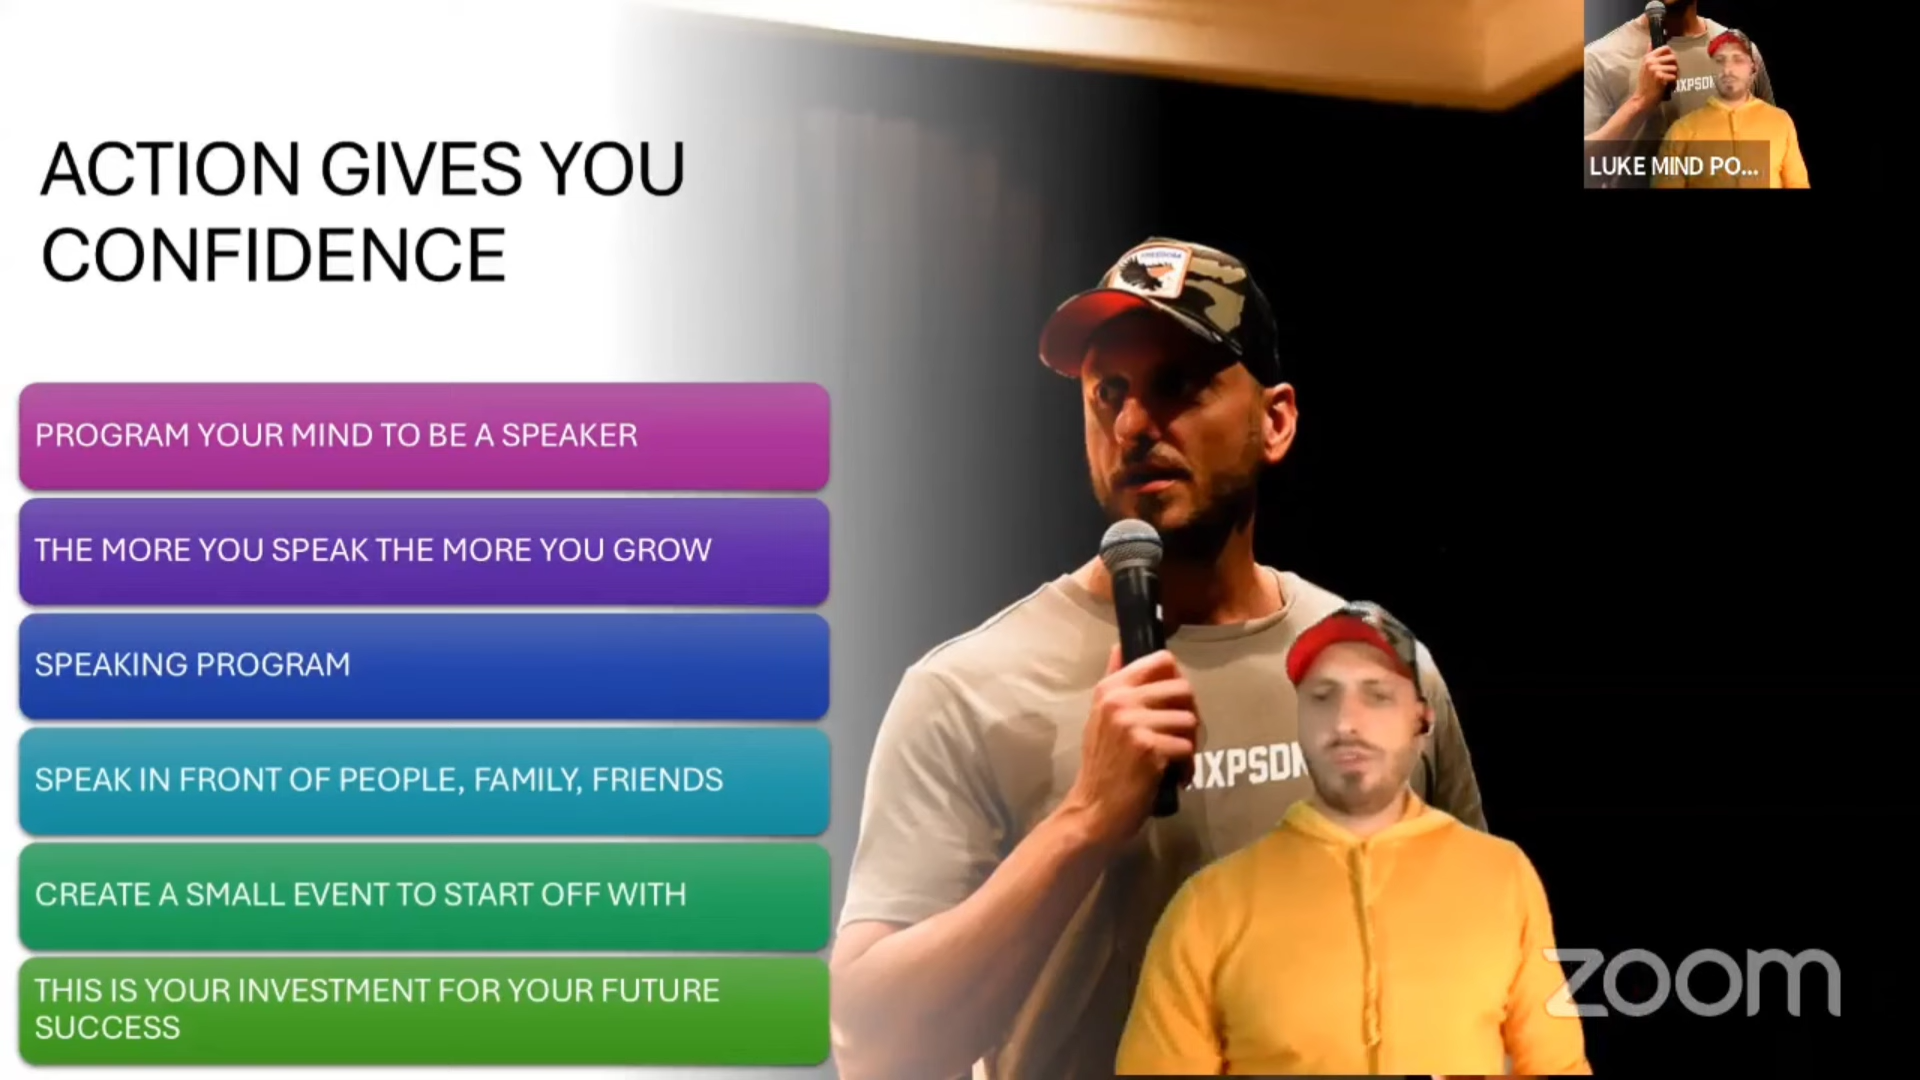 ACTION GIVES YOU
CONFIDENCE
PROGRAM YOUR MIND TO BE A SPEAKER
THE MORE YOU SPEAK THE MORE YOU GROW
SPEAKING PROGRAM
SPEAK IN FRONT OF PEOPLE, FAMILY, FRIENDS
CREATE A SMALL EVENT TO START OFF WITH
THIS IS YOUR INVESTMENT FOR YOUR FUTURE
SUCCESS
FREEDOM
LUKE MIND PO...
zoom